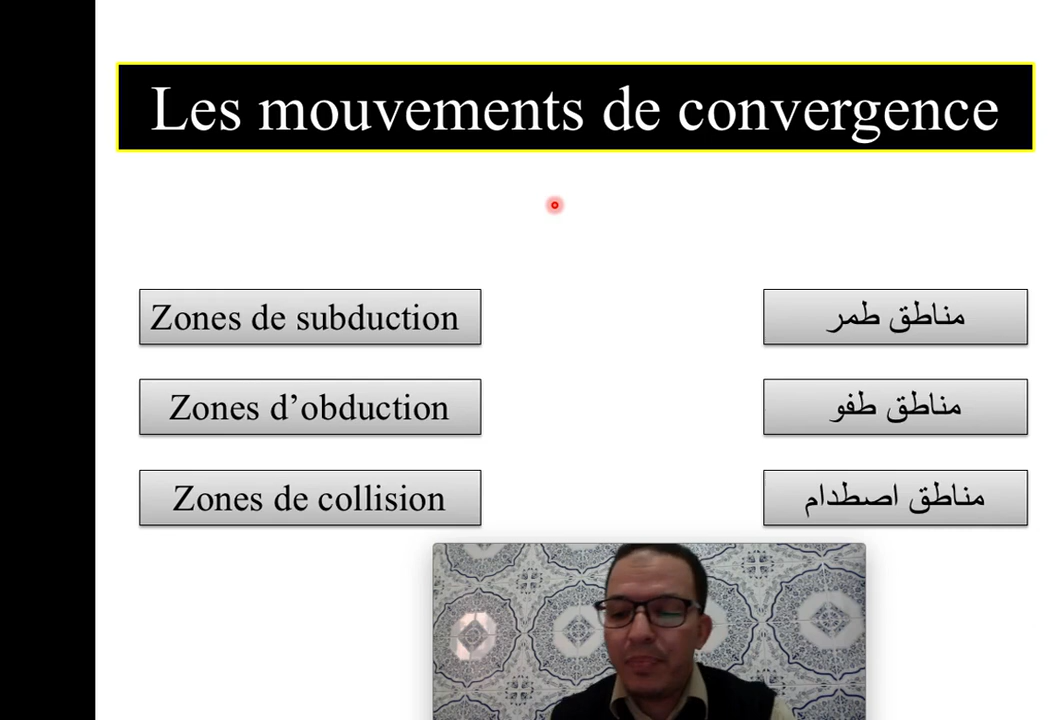 Les mouvements de convergence
Zones de subduction
مناطق طمر
Zones d’obduction
مناطق طفو
Zones de collision
مناطق اصطدام